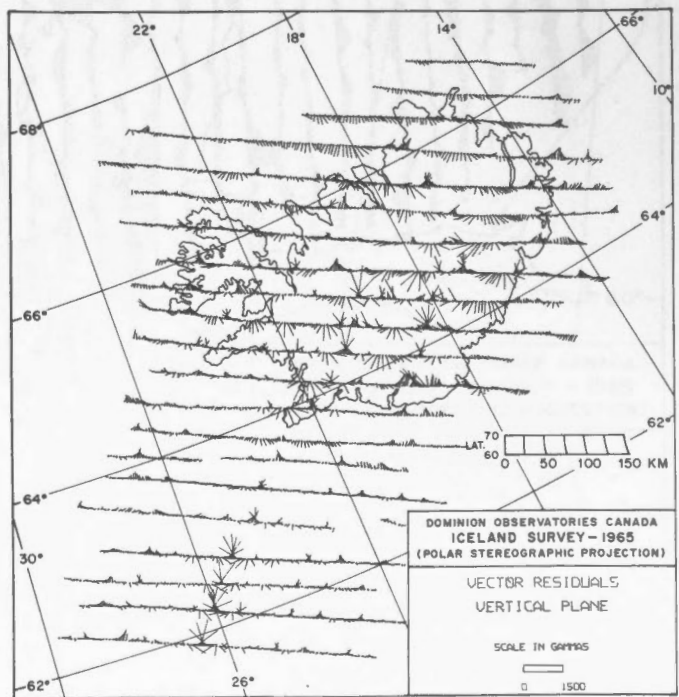 22°
18°
14°
66°
10°
68°
64°
66°
62°
LAT. 70
60
0 50 100 150 KM
64°
30°
62°
26°
DOMINION OBSERVATORIES CANADA
ICELAND SURVEY-1965
(POLAR STEREOGRAPHIC PROJECTION)
VECTOR RESIDUALS
VERTICAL PLANE
SCALE IN GAMMAS
0 1500